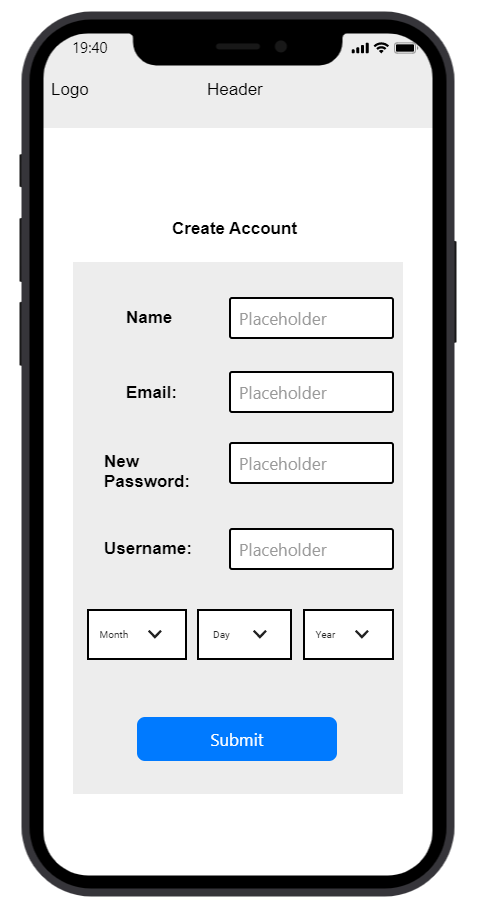 19:40
Logo Header
Create Account
Name Placeholder
Email: Placeholder
New
Password: Placeholder
Username: Placeholder
Month Day Year
Submit